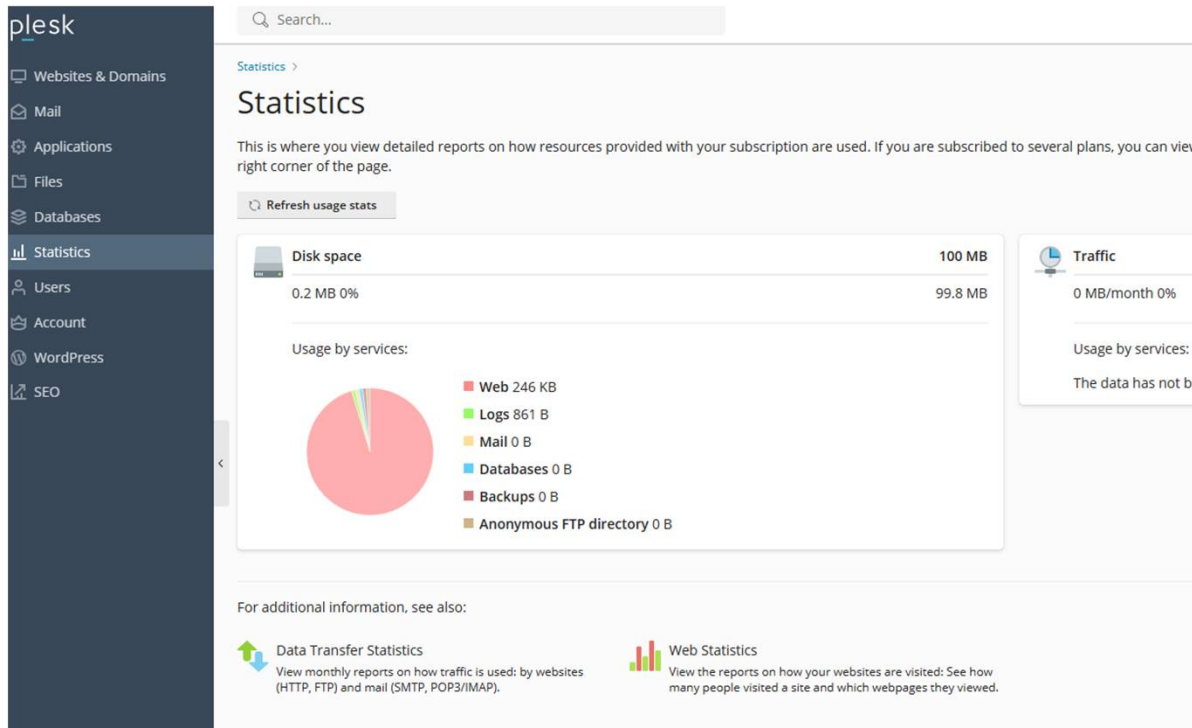 plesk
Search...
Websites & Domains
Mail
Applications
Files
Databases
Statistics
Users
Account
WordPress
SEO
Statistics >
Statistics
This is where you view detailed reports on how resources provided with your subscription are used. If you are subscribed to several plans, you can
right corner of the page.
Refresh usage stats
Disk space 100 MB
0.2 MB 0% 99.8 MB
Usage by services:
Web 246 KB
Logs 861 B
Mail 0 B
Databases 0 B
Backups 0 B
Anonymous FTP directory 0 B
Traffic
0 MB/month 0%
Usage by services:
The data has not
For additional information, see also:
Data Transfer Statistics
View monthly reports on how traffic is used: by websites
(HTTP, FTP) and mail (SMTP, POP3/IMAP).
Web Statistics
View the reports on how your websites are visited: See how
many people visited a site and which webpages they viewed.